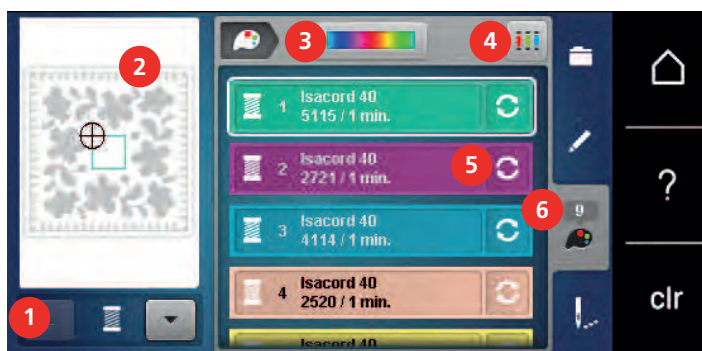 2
3
4
1 Isacord 40
5115 / 1 min.
2 Isacord 40
2721 / 1 min.
5
?
6
9
3 Isacord 40
4114 / 1 min.
4 Isacord 40
2520 / 1 min.
clr
1
Isacord 40